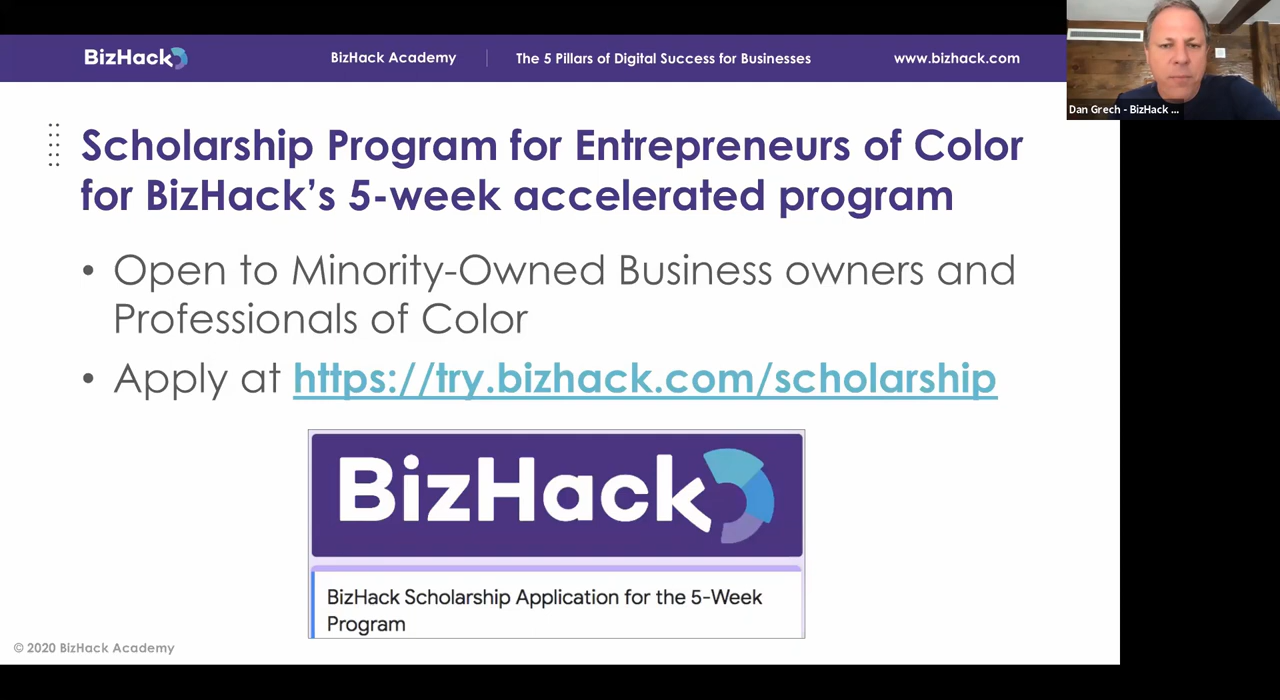 BizHack
BizHack Academy
The 5 Pillars of Digital Success for Businesses
www.bizhack.com
Dan Grech - BizHack ...
Scholarship Program for Entrepreneurs of Color
for BizHack’s 5-week accelerated program
• Open to Minority-Owned Business owners and
Professionals of Color
• Apply at https://try.bizhack.com/scholarship
BizHack
BizHack Scholarship Application for the 5-Week
Program
© 2020 BizHack Academy